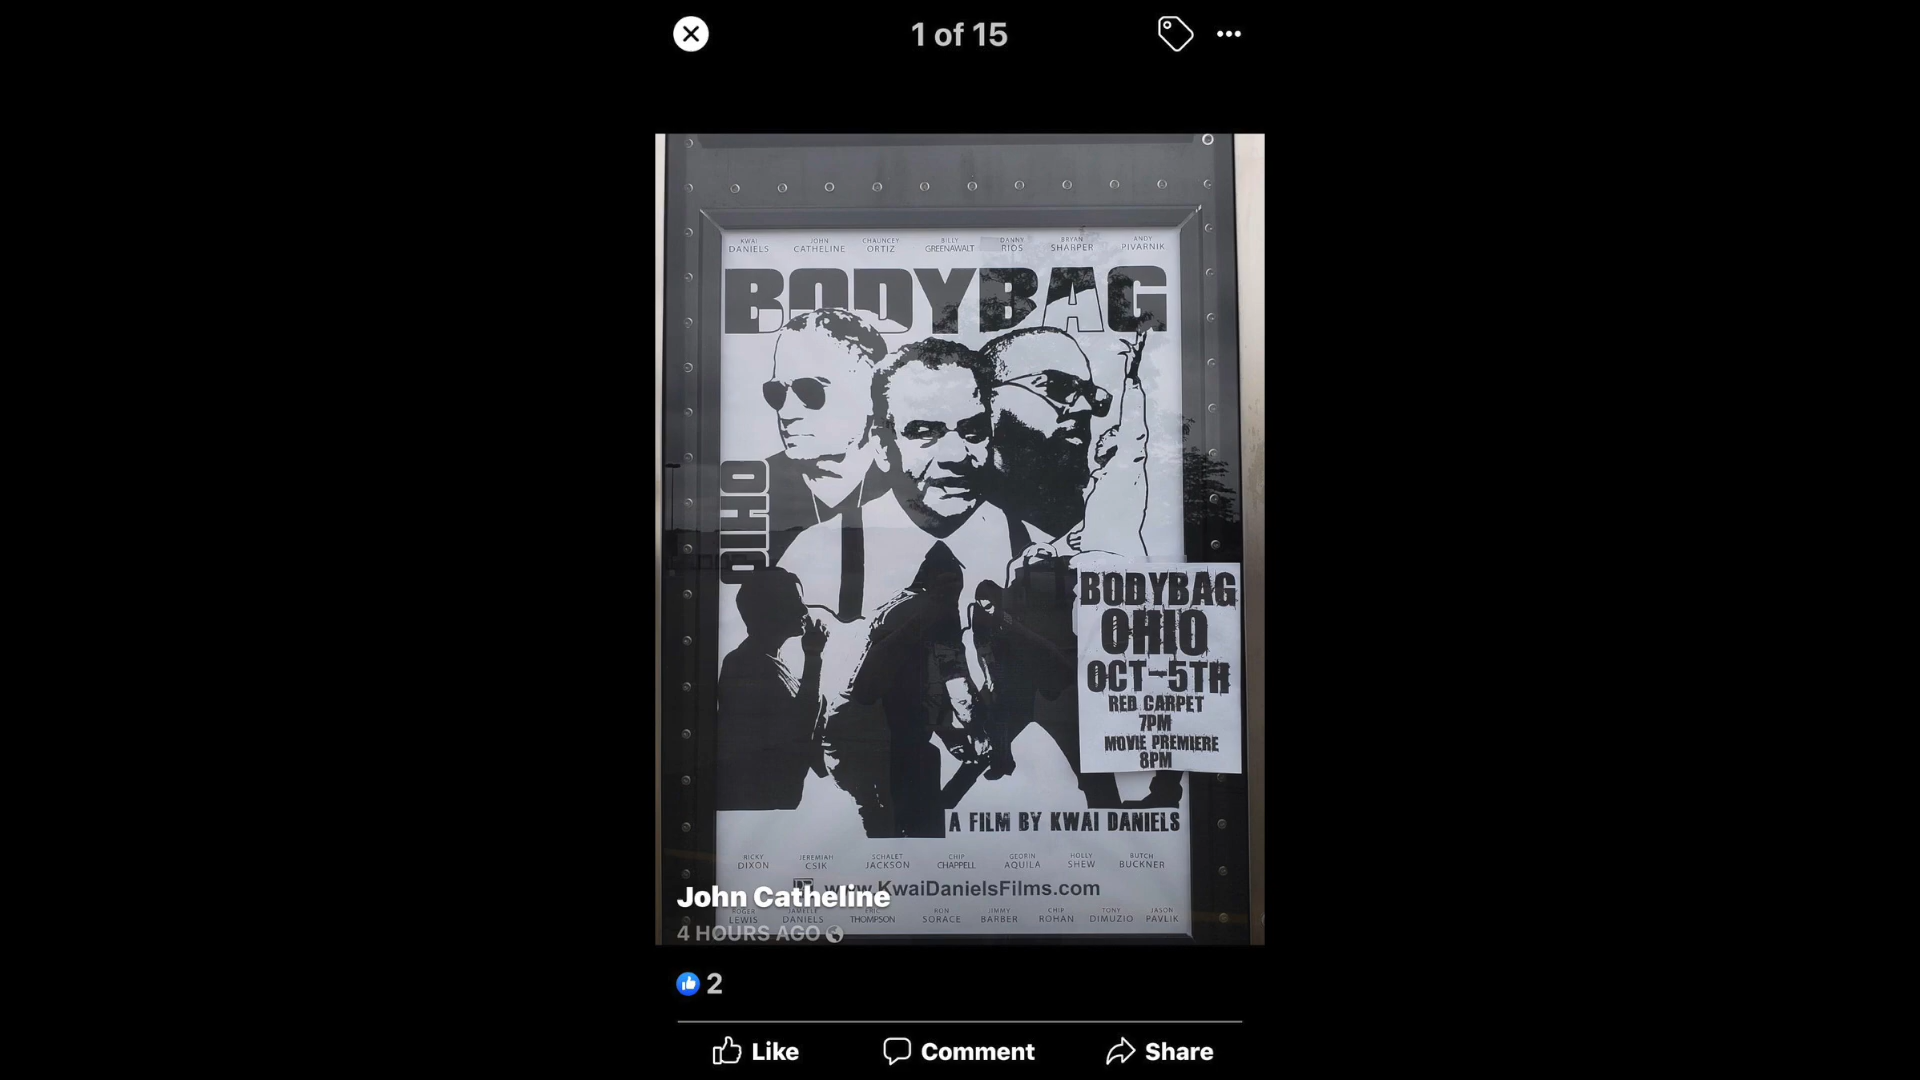 1 of 15
KWAI DANIELS
JOHN CATHELINE
CHAUNCEY ORTIZ
BILLY GREENAWALT
DANNY RIOS
BRYAN SHARPER
ANDY PIVARNIK
BODYBAG
OHIO
BODYBAG
OHIO
OCT-5TH
RED CARPET
7PM
MOVIE PREMIERE
8PM
A FILM BY KWAI DANIELS
RICKY DIXON
JEREMIAH CSIK
SCHALET JACKSON
CHIP CHAPPELL
GEORIN AQUILA
HOLLY SHEW
BUTCH BUCKNER
www.KwaiDanielsFilms.com
John Catheline
ROGER LEWIS
JAMELLE DANIELS
ERIC THOMPSON
RON SORACE
JIMMY BARBER
CHIP ROHAN
TONY DIMUZIO
JASON PAVLIK
4 HOURS AGO
2
Like
Comment
Share